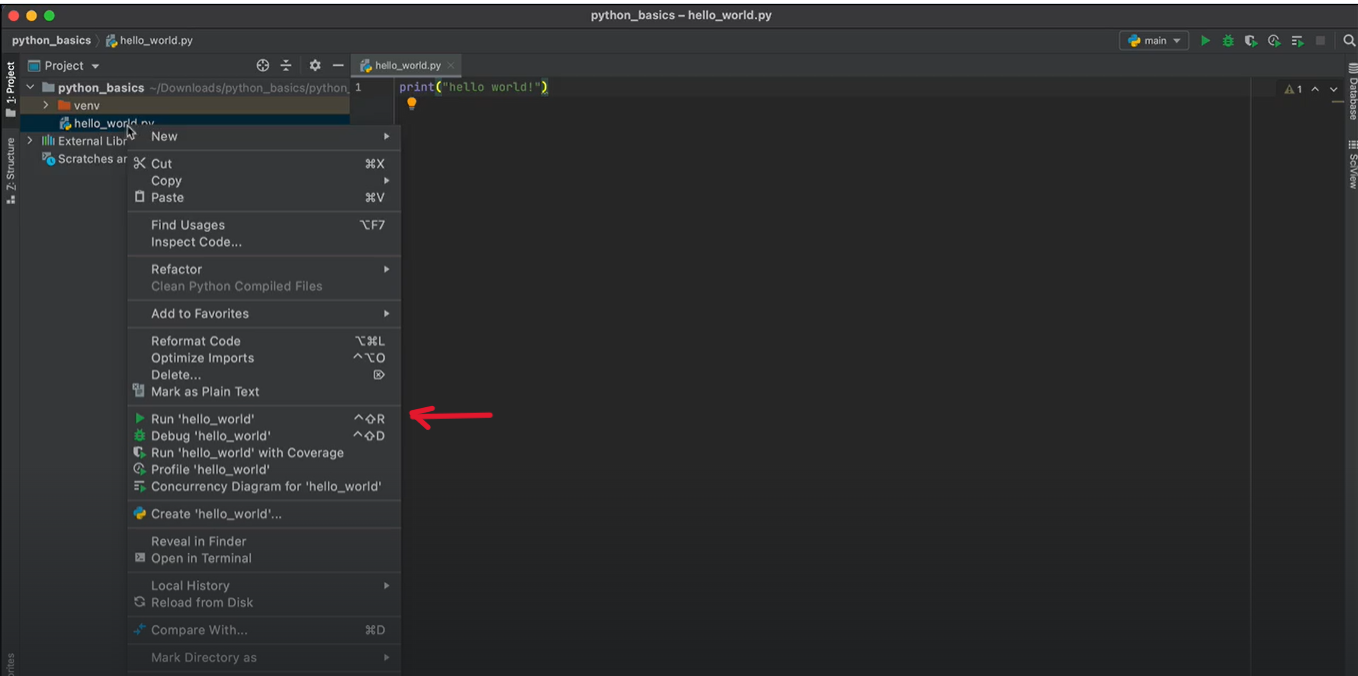 python_basics – hello_world.py
python_basics
hello_world.py
main
1: Project
Project
hello_world.py
python_basics ~/Downloads/python_basics/python_
1
print("hello world!")
1
venv
hello_world.py
External Libr
Scratches an
Z: Structure
Database
SciView
New
Cut ⌘X
Copy
Paste ⌘V
Find Usages ⌥F7
Inspect Code...
Refactor
Clean Python Compiled Files
Add to Favorites
Reformat Code ⌥⌘L
Optimize Imports ^⌥O
Delete... ⌦
Mark as Plain Text
Run 'hello_world' ^⇧R
Debug 'hello_world' ^⇧D
Run 'hello_world' with Coverage
Profile 'hello_world'
Concurrency Diagram for 'hello_world'
Create 'hello_world'...
Reveal in Finder
Open in Terminal
Local History
Reload from Disk
Compare With... ⌘D
Mark Directory as
rites